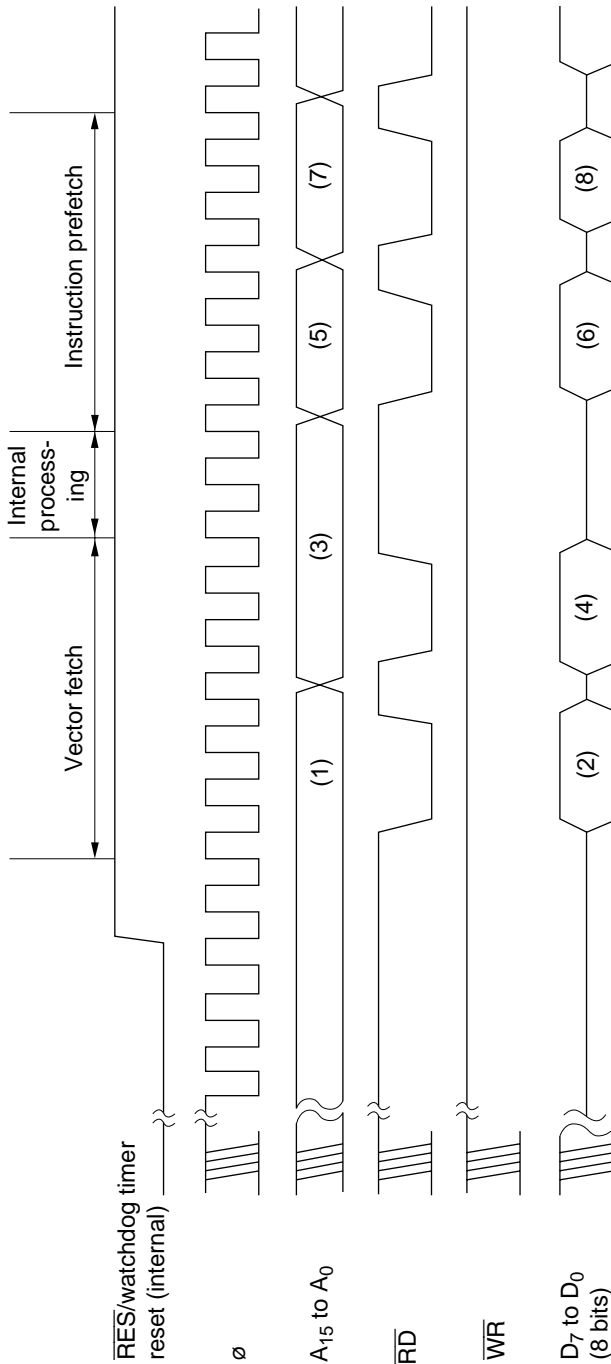 Vector fetch
Internal
process-
ing
Instruction prefetch
RES/watchdog timer
reset (internal)
ø
A15 to A0
(1)
(3)
(5)
(7)
RD
WR
D7 to D0
(8 bits)
(2)
(4)
(6)
(8)